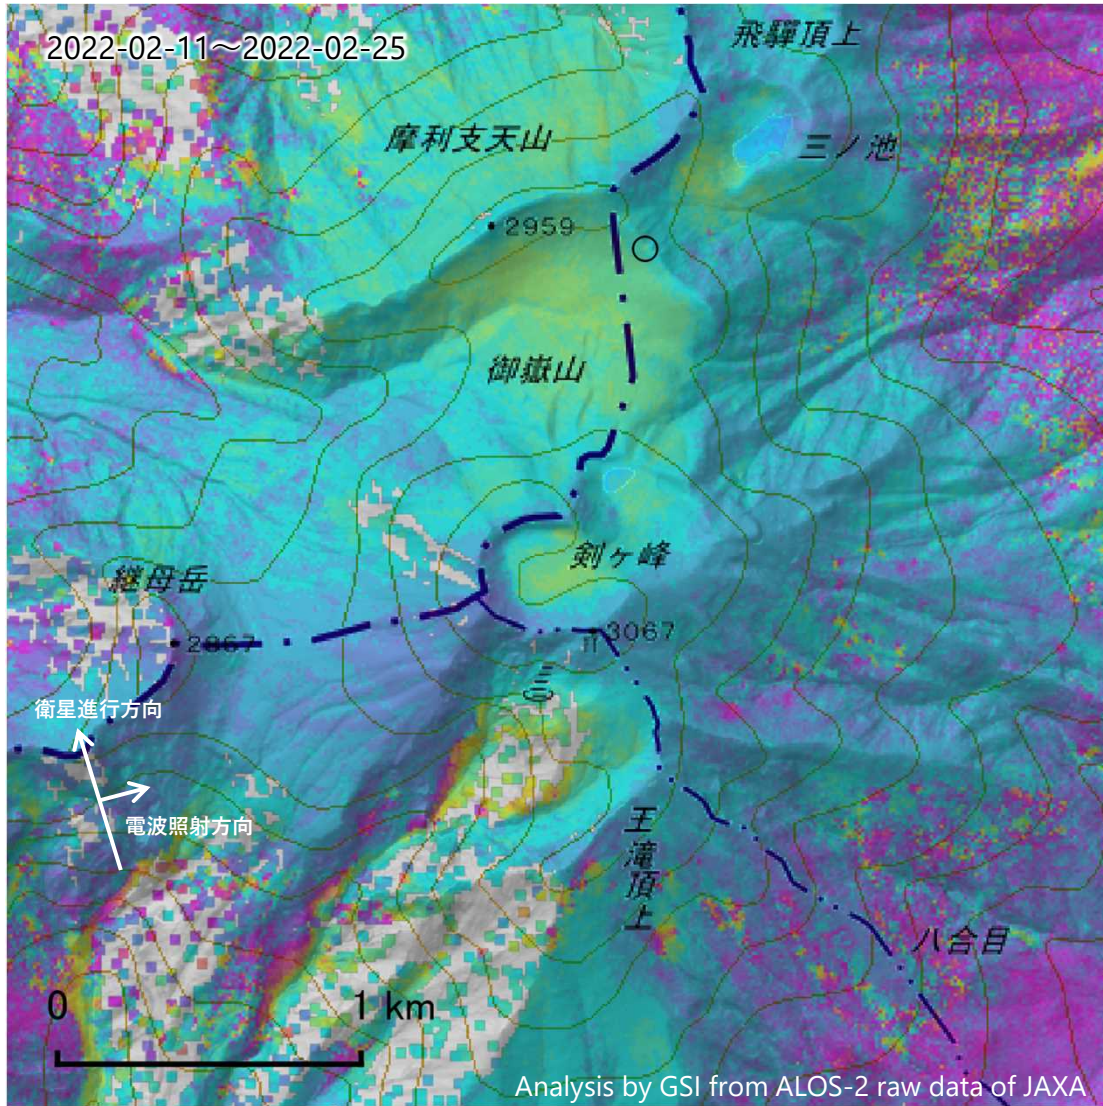 2022-02-11～2022-02-25
飛驒頂上
摩利支天山
三ノ池
2959
御嶽山
剣ヶ峰
継母岳
2867
3067
衛星進行方向
電波照射方向
王滝頂上
八合目
0
1 km
Analysis by GSI from ALOS-2 raw data of JAXA